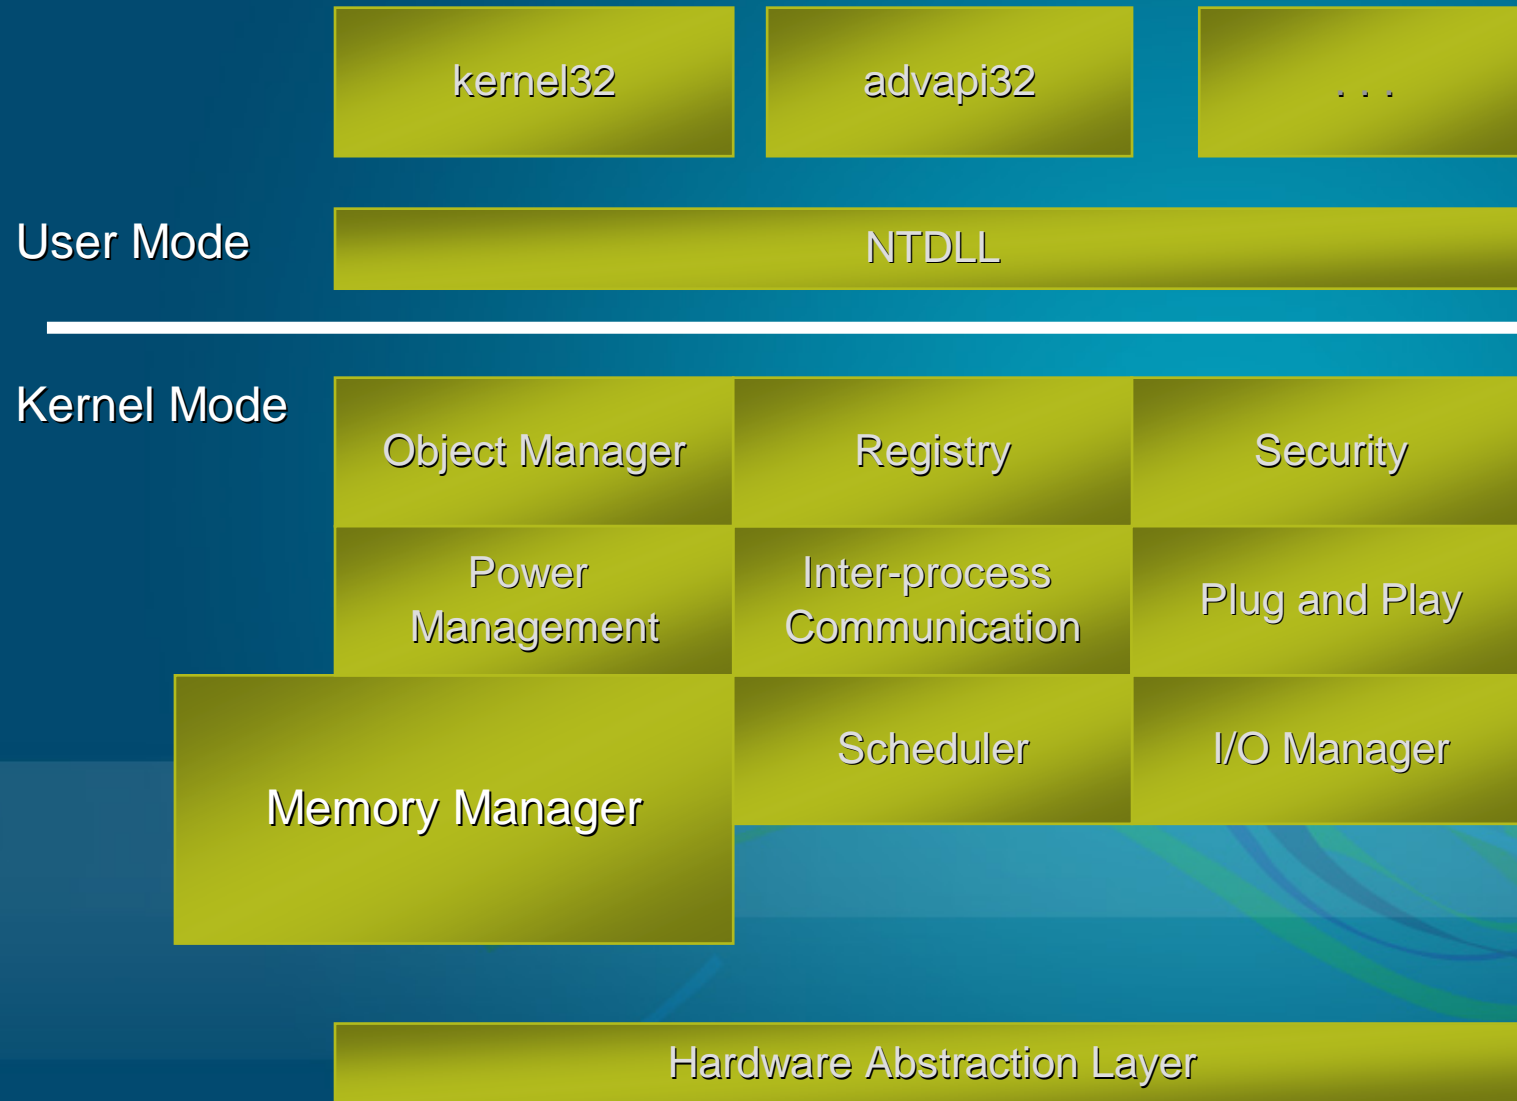 kernel32
advapi32
. . .
User Mode
NTDLL
Kernel Mode
Object Manager
Registry
Security
Power
Management
Inter-process
Communication
Plug and Play
Memory Manager
Scheduler
I/O Manager
Hardware Abstraction Layer